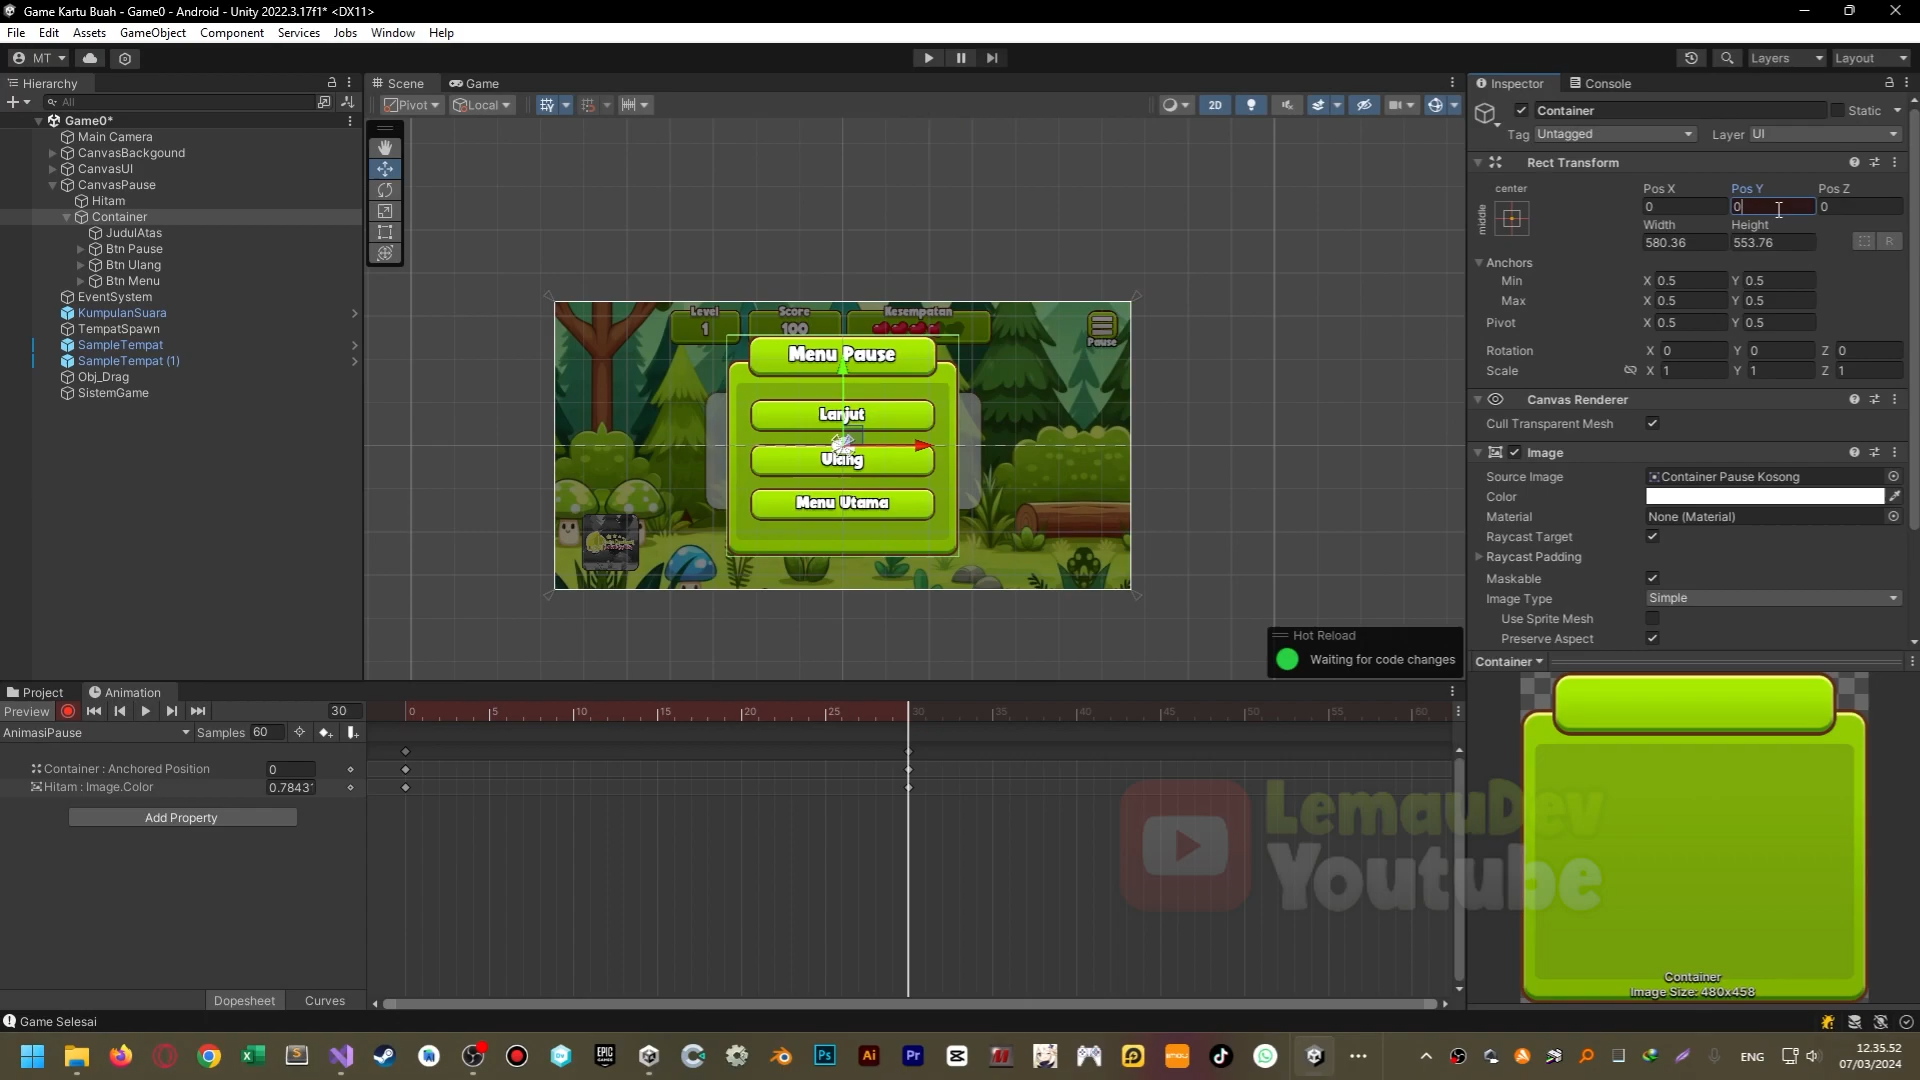 Game Kartu Buah - Game0 - Android - Unity 2022.3.17f1* <DX11>
File Edit Assets GameObject Component Services Jobs Window Help
MT Layers Layout
Hierarchy
All
Game0*
Main Camera
CanvasBackgound
CanvasUI
CanvasPause
Hitam
Container
JudulAtas
Btn Pause
Btn Ulang
Btn Menu
EventSystem
KumpulanSuara
TempatSpawn
SampleTempat
SampleTempat (1)
Obj_Drag
SistemGame
Scene Game
Pivot Local 2D
Level Score Kesempatan
1 100
Pause
Menu Pause
Lanjut
Ulang
Menu Utama
Hot Reload
Waiting for code changes
Inspector Console
Container Static
Tag Untagged Layer UI
Rect Transform
center Pos X Pos Y Pos Z
middle 0 0 0
Width Height
580.36 553.76 R
Anchors
Min X 0.5 Y 0.5
Max X 0.5 Y 0.5
Pivot X 0.5 Y 0.5
Rotation X 0 Y 0 Z 0
Scale X 1 Y 1 Z 1
Canvas Renderer
Cull Transparent Mesh
Image
Source Image Container Pause Kosong
Color
Material None (Material)
Raycast Target
Raycast Padding
Maskable
Image Type Simple
Use Sprite Mesh
Preserve Aspect
Container
Container
Image Size: 480x458
Project Animation
Preview 30 0 5 10 15 20 25 30 35 40 45 50 55 60
AnimasiPause Samples 60
Container : Anchored Position 0
Hitam : Image.Color 0.7843
Add Property
Dopesheet Curves
LemauDev
Youtube
Game Selesai
ENG 12.35.52
07/03/2024